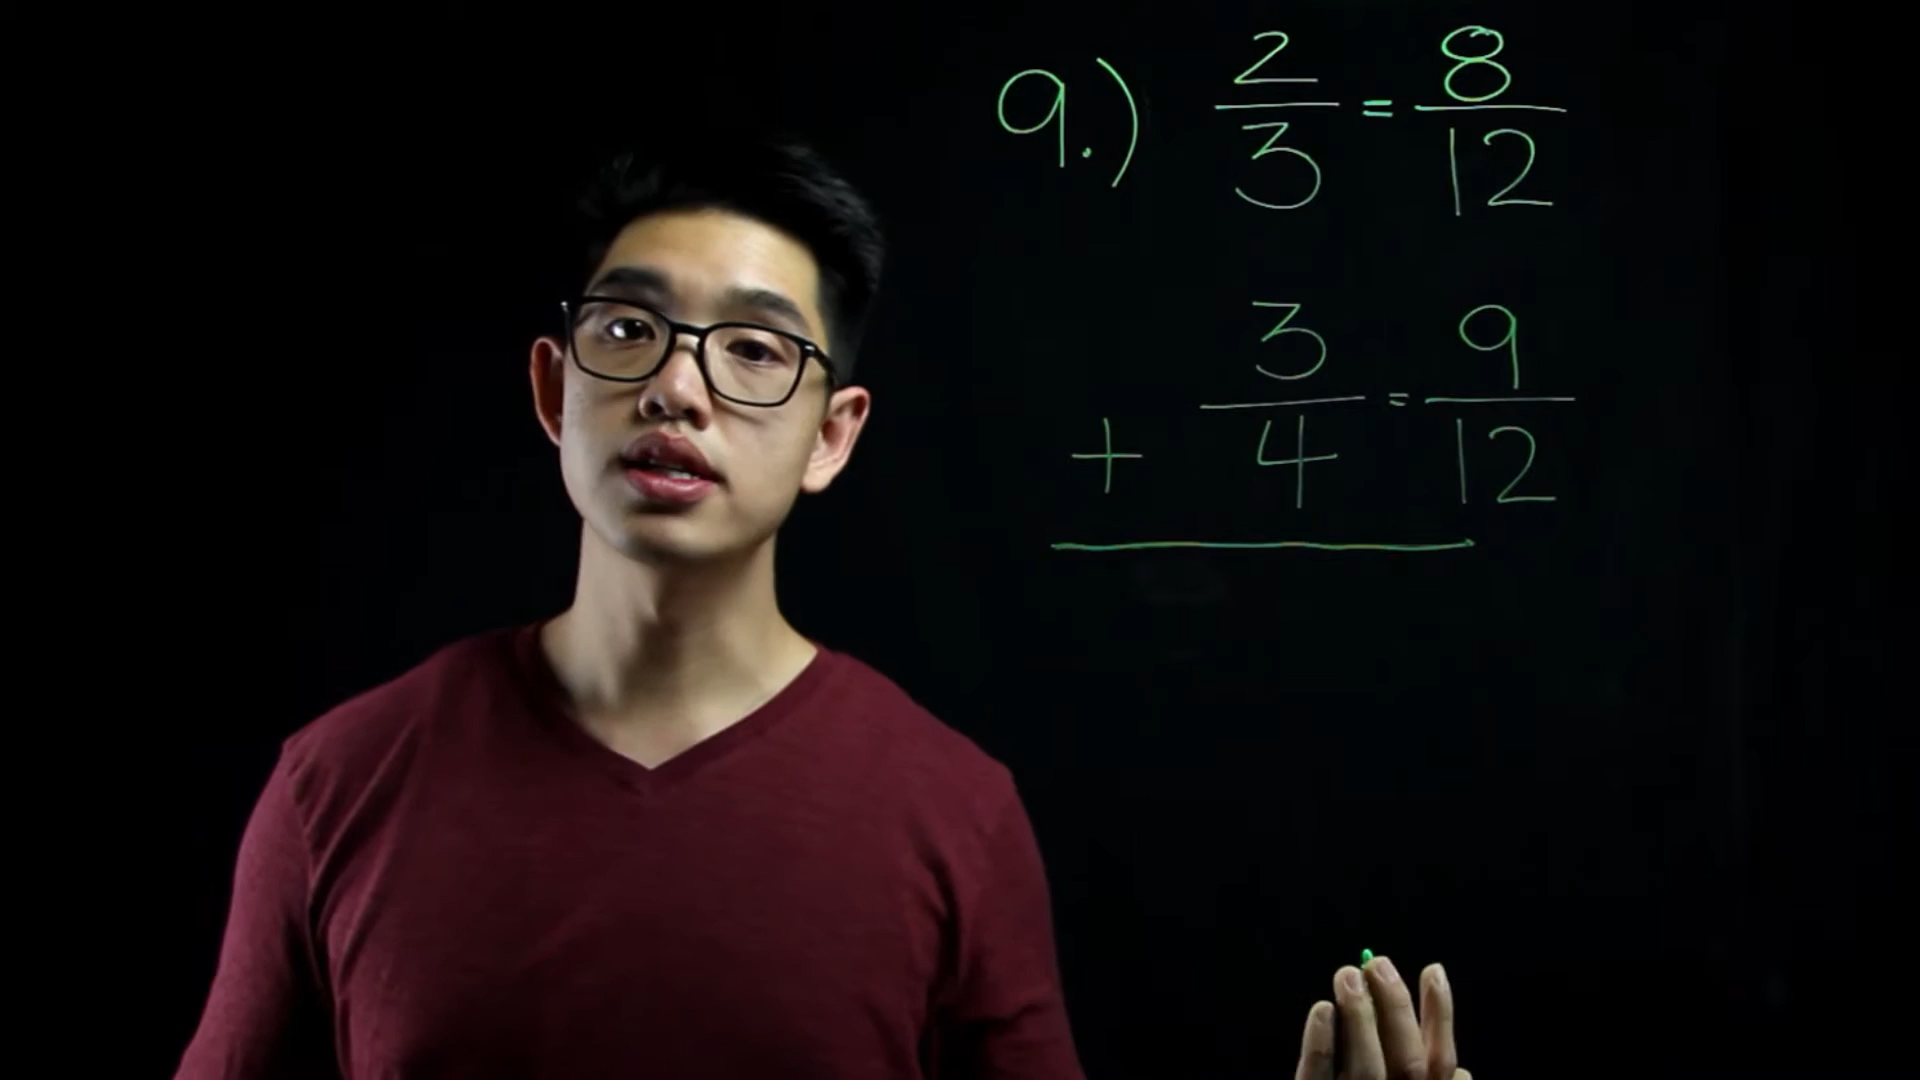 9.) 2/3 = 8/12
+ 3/4 = 9/12